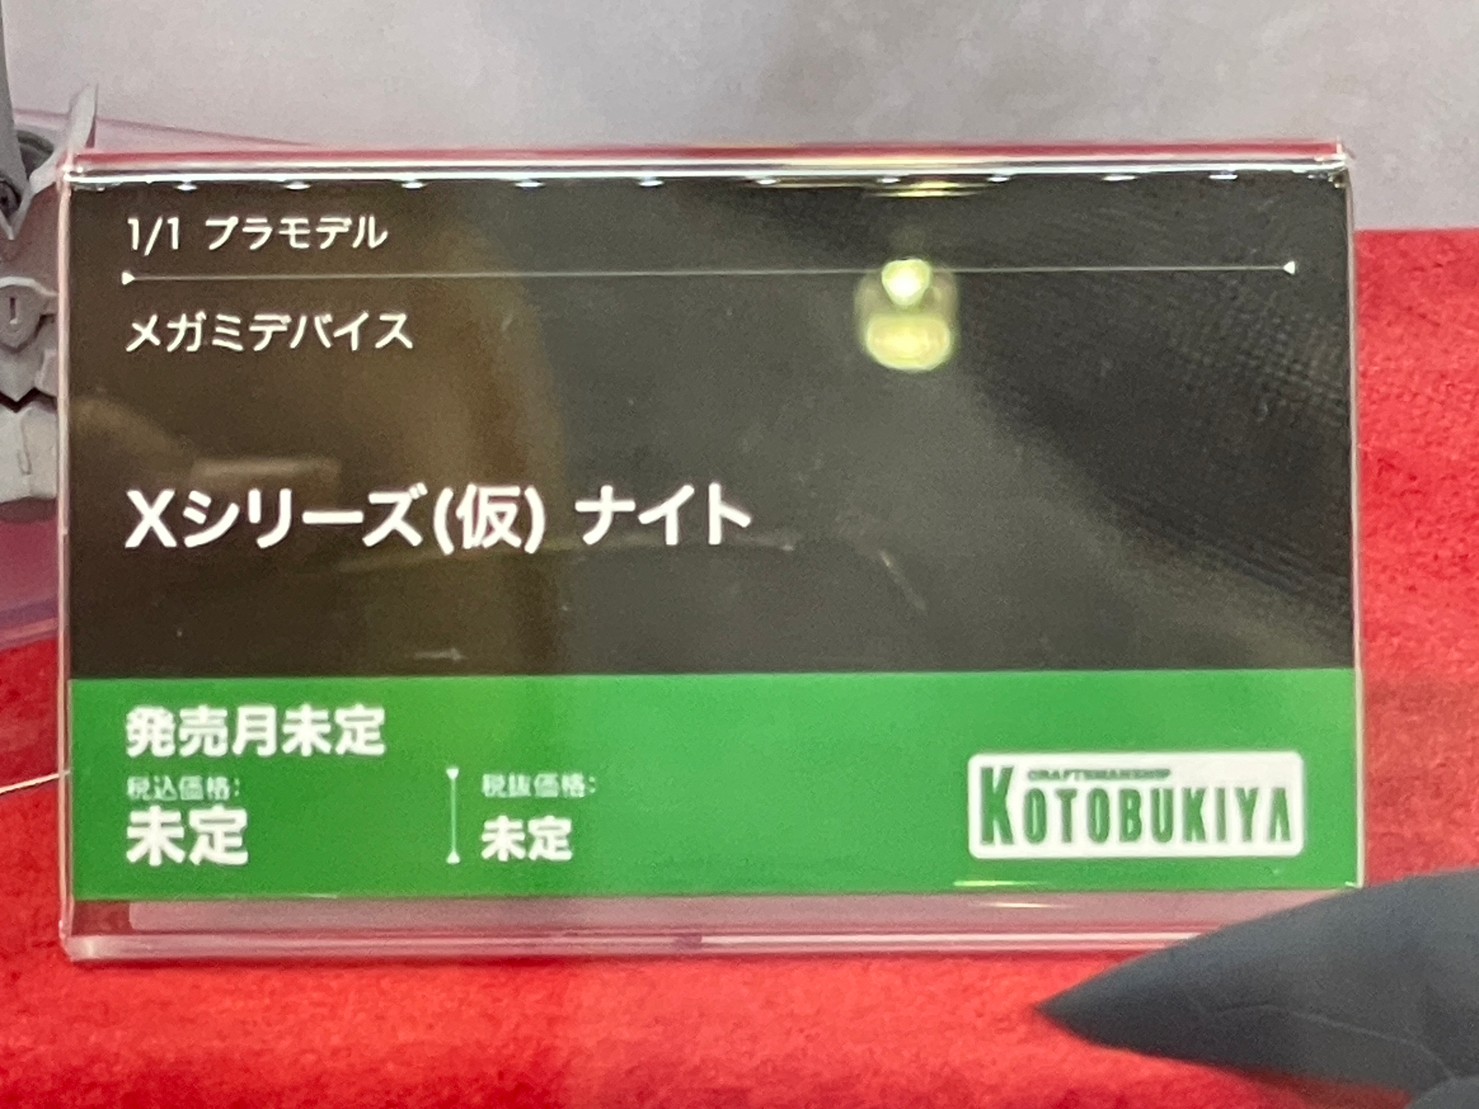 1/1 プラモデル
メガミデバイス
Xシリーズ(仮) ナイト
発売月未定
税込価格:
未定
税抜価格:
未定
CRAFTSMANSHIP
KOTOBUKIYA